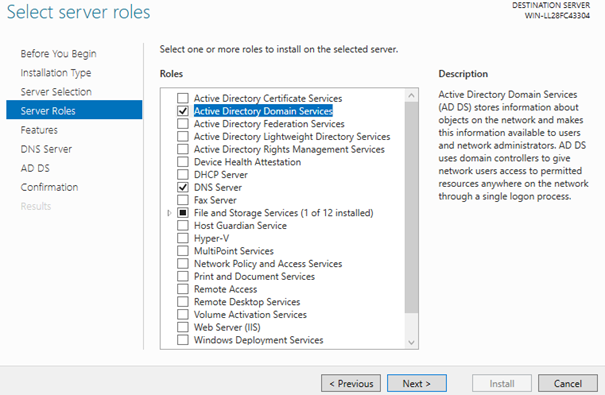 Select server roles
DESTINATION SERVER
WIN-LL28FC43304
Before You Begin
Installation Type
Server Selection
Server Roles
Features
DNS Server
AD DS
Confirmation
Results
Select one or more roles to install on the selected server.
Roles
Active Directory Certificate Services
Active Directory Domain Services
Active Directory Federation Services
Active Directory Lightweight Directory Services
Active Directory Rights Management Services
Device Health Attestation
DHCP Server
DNS Server
Fax Server
File and Storage Services (1 of 12 installed)
Host Guardian Service
Hyper-V
MultiPoint Services
Network Policy and Access Services
Print and Document Services
Remote Access
Remote Desktop Services
Volume Activation Services
Web Server (IIS)
Windows Deployment Services
Description
Active Directory Domain Services
(AD DS) stores information about
objects on the network and makes
this information available to users
and network administrators. AD DS
uses domain controllers to give
network users access to permitted
resources anywhere on the network
through a single logon process.
< Previous
Next >
Install
Cancel